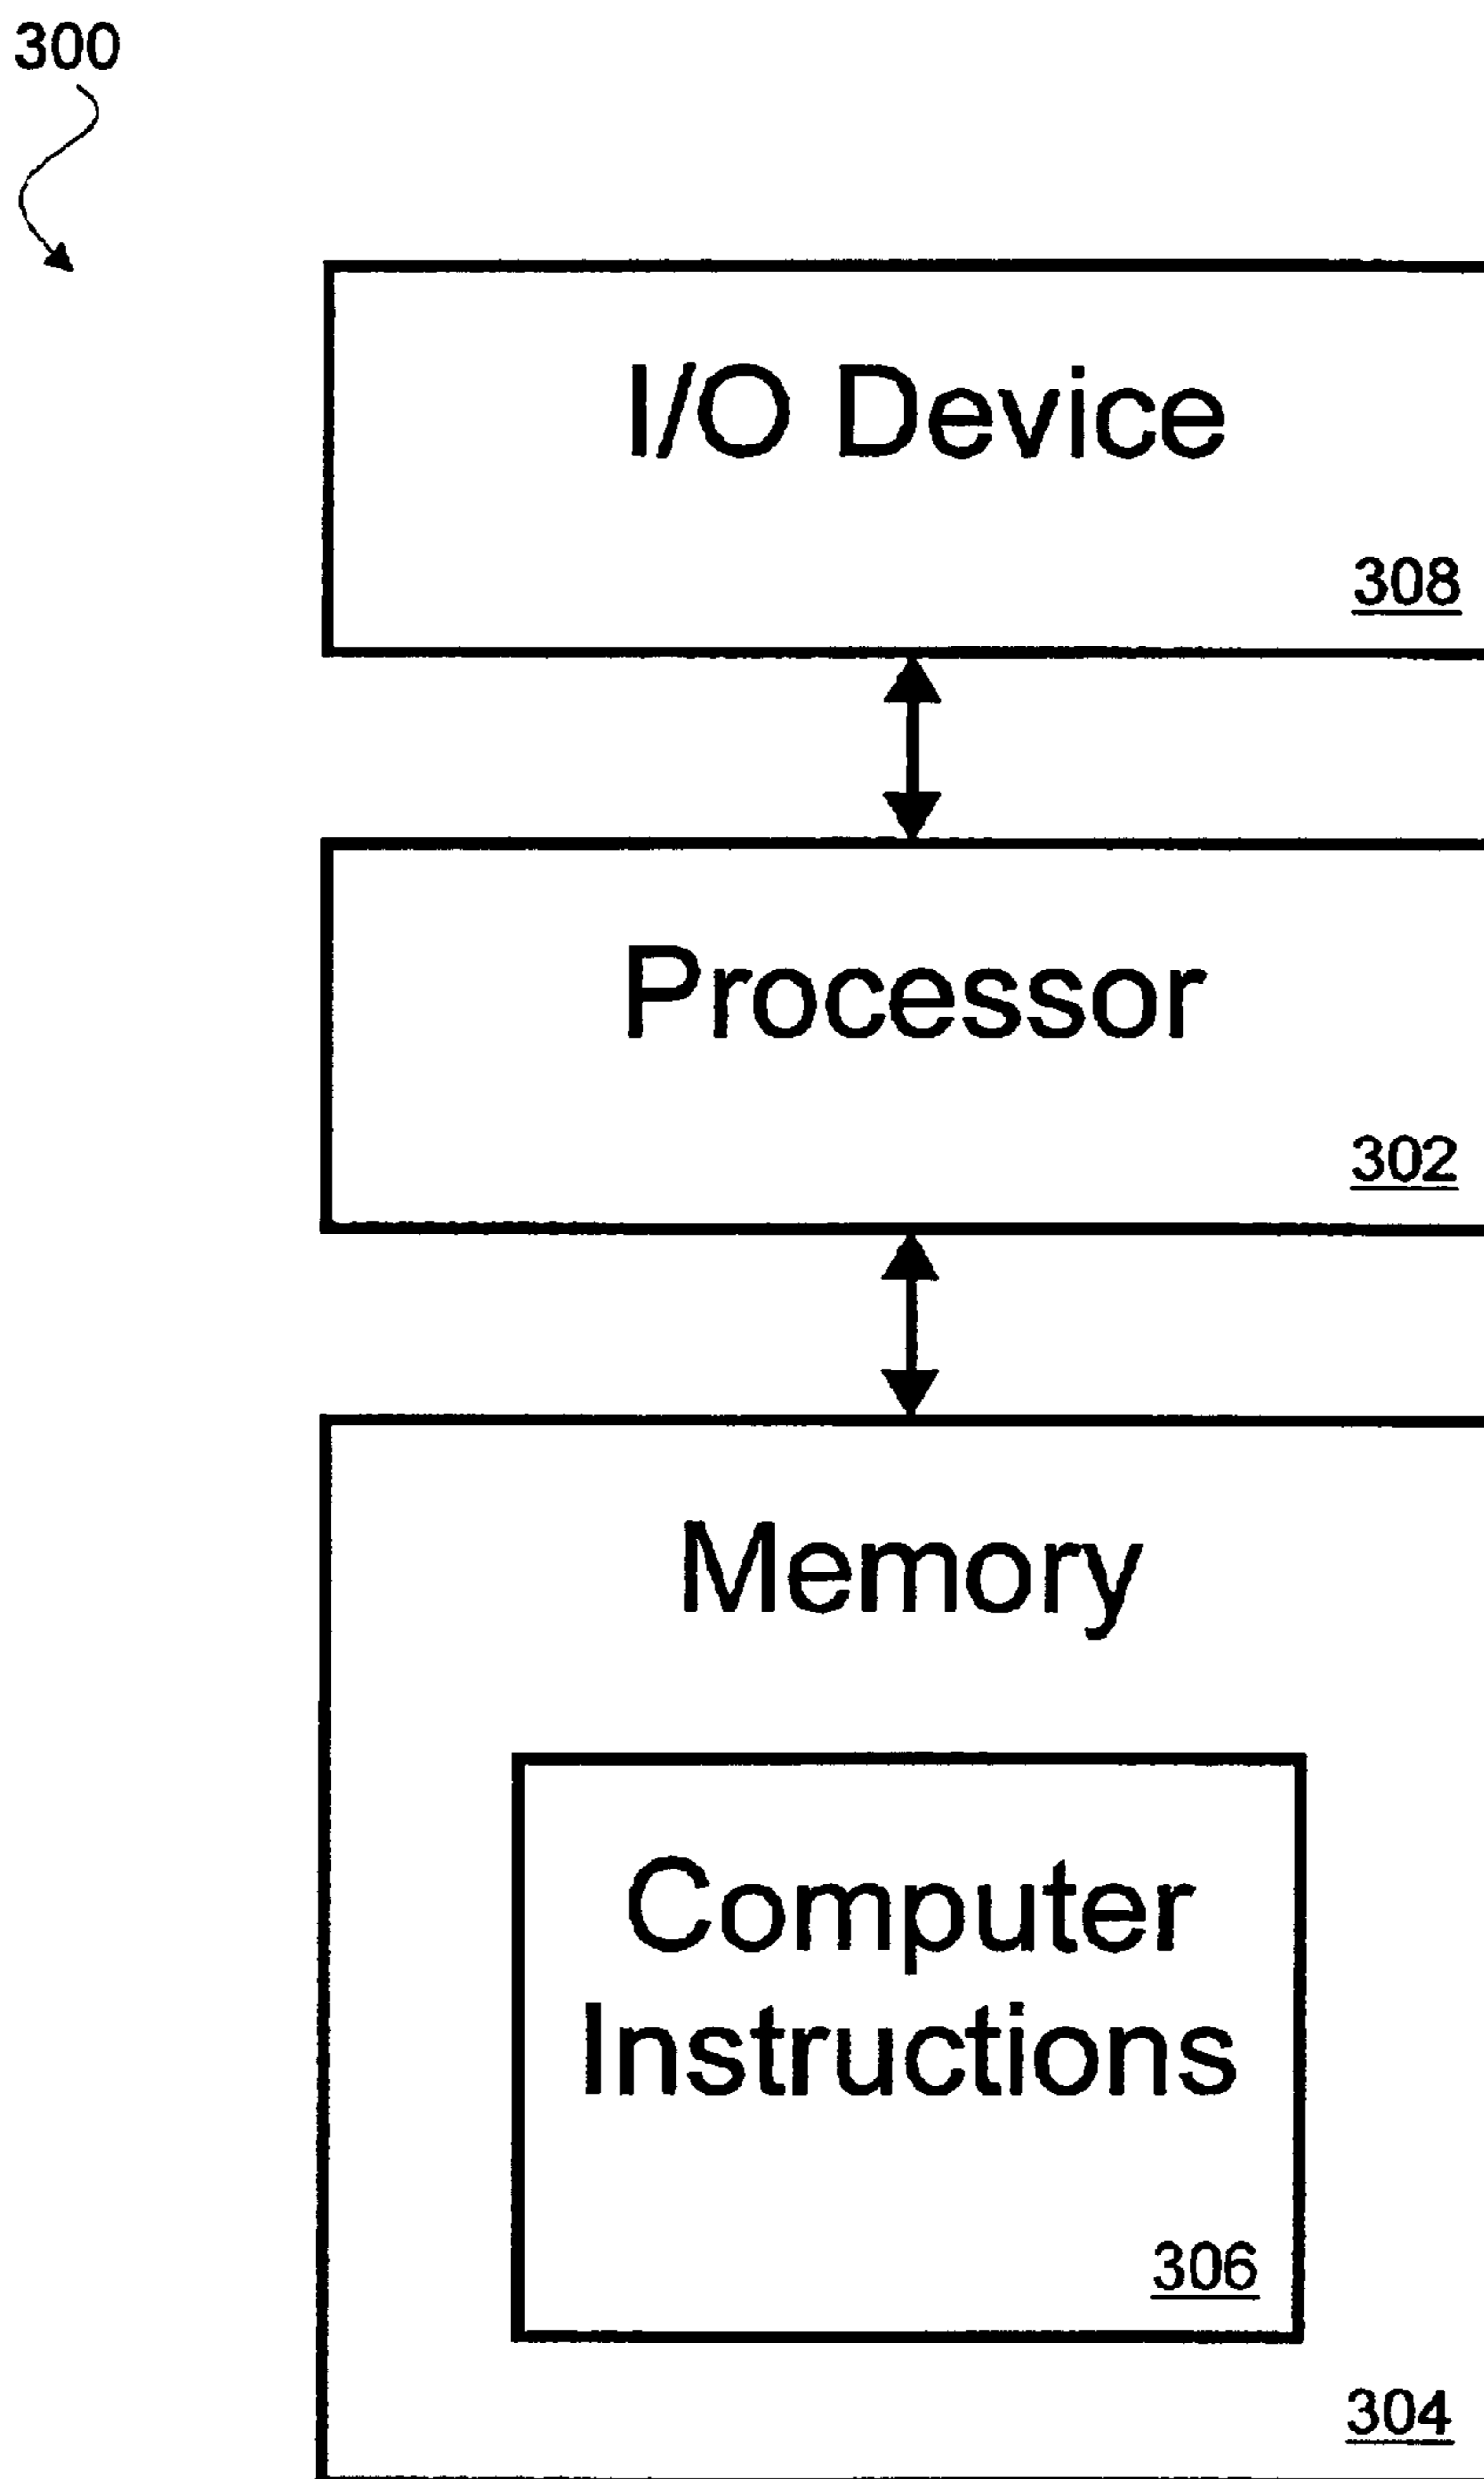 300
I/O Device
308
Processor
302
Memory
Computer
Instructions
306
304